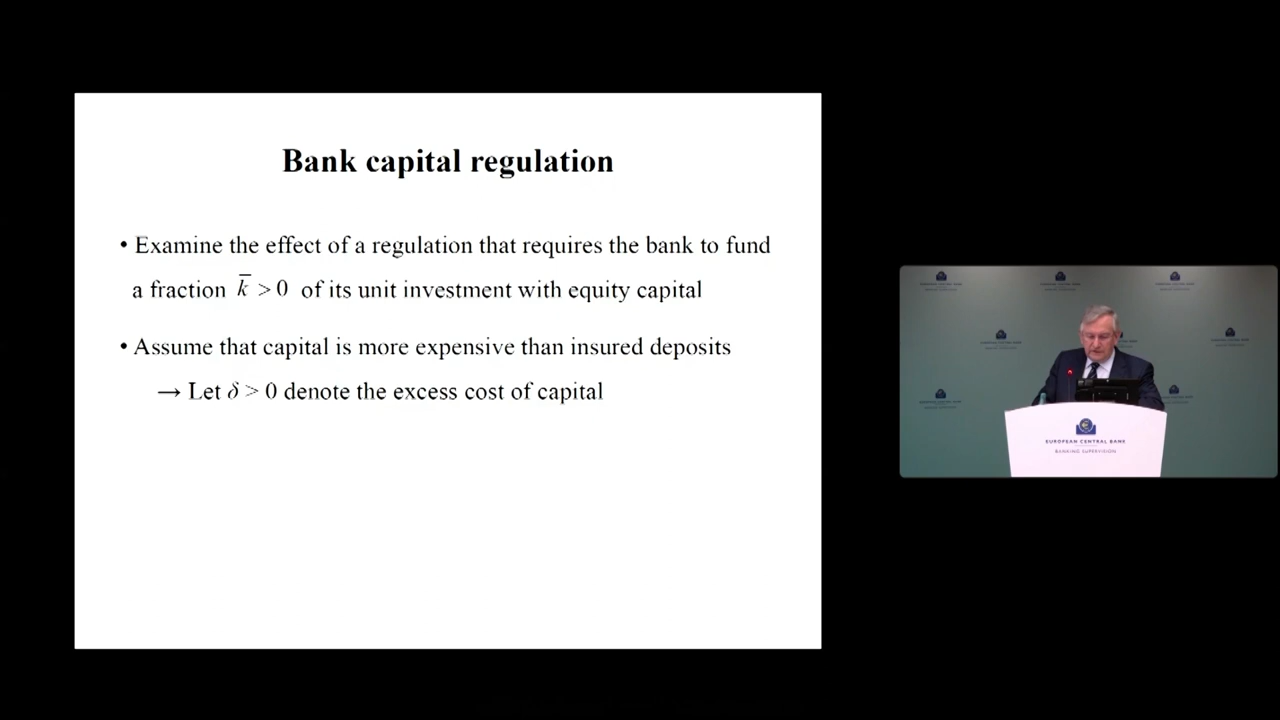 Bank capital regulation
• Examine the effect of a regulation that requires the bank to fund
a fraction k̅ > 0 of its unit investment with equity capital
• Assume that capital is more expensive than insured deposits
→ Let δ > 0 denote the excess cost of capital
EUROPEAN CENTRAL BANK
BANKING SUPERVISION